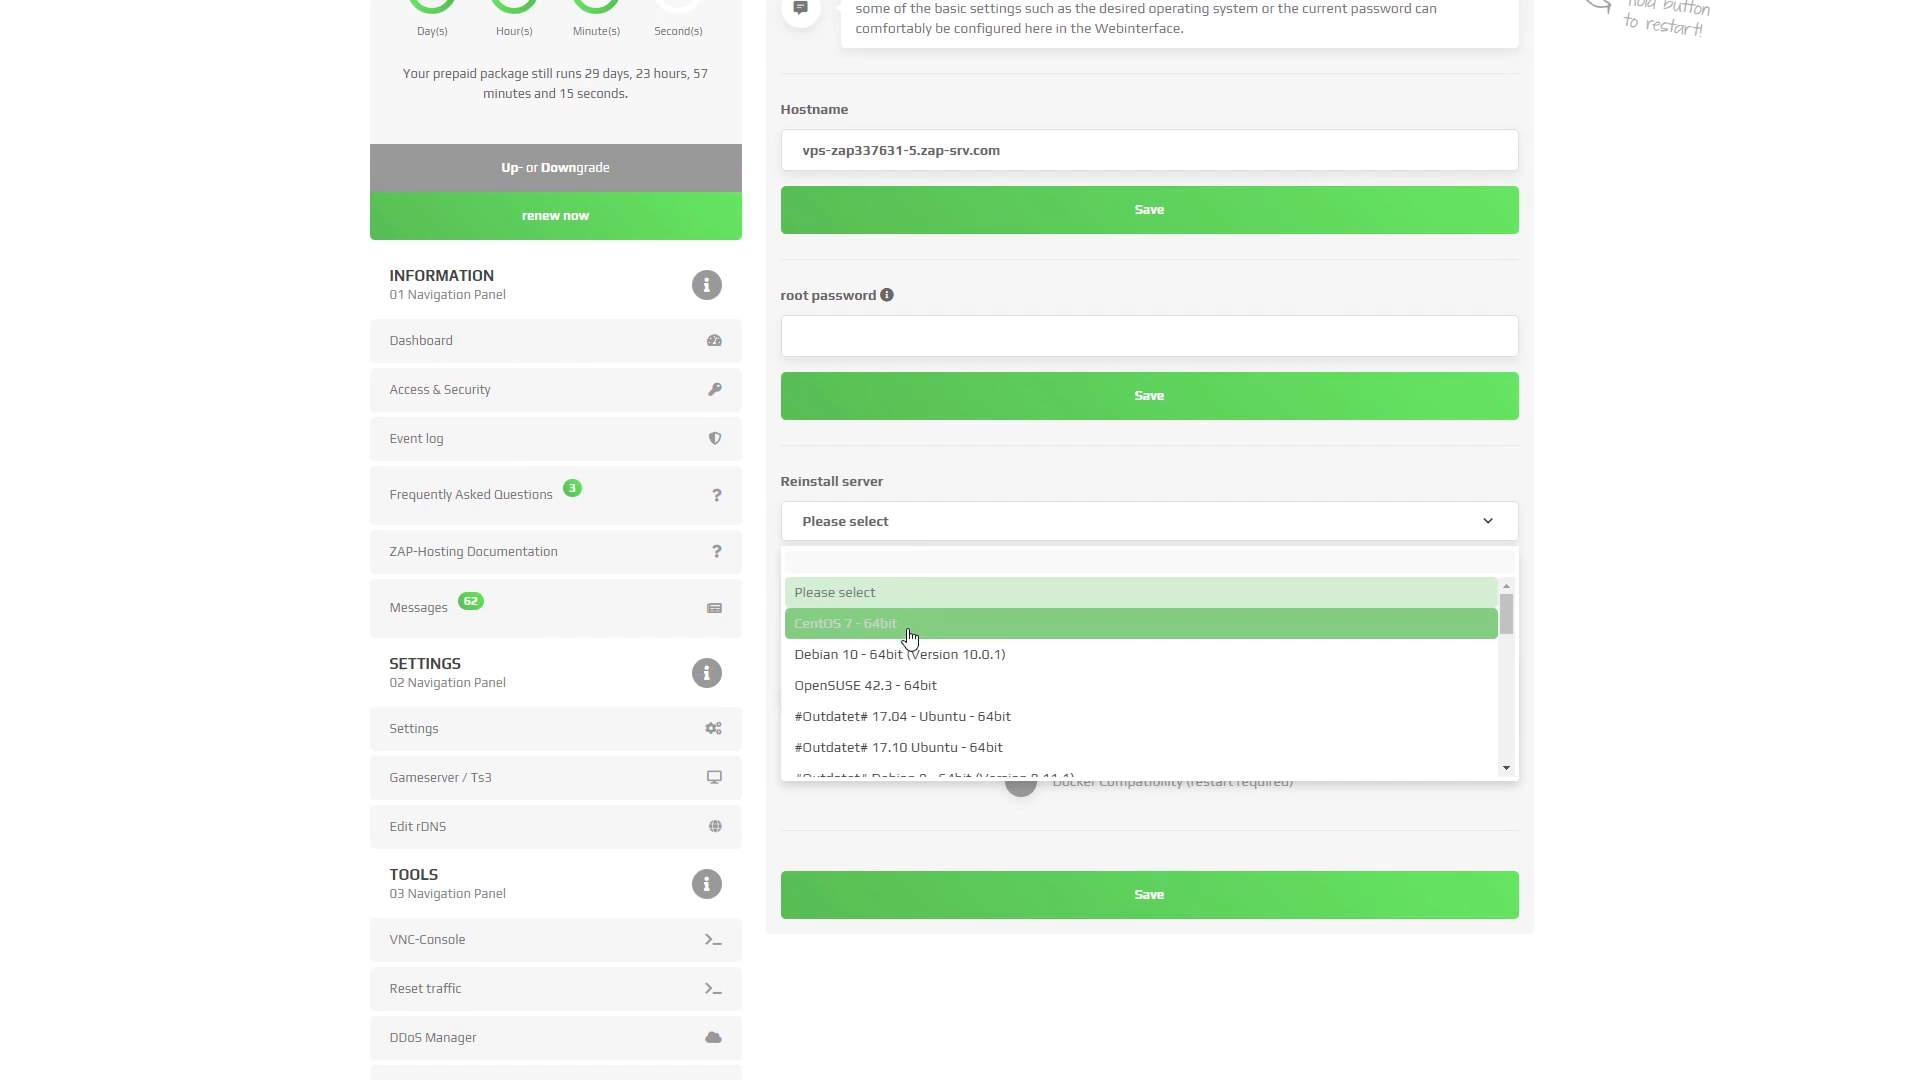 Day(s) Hour(s) Minute(s) Second(s)
Your prepaid package still runs 29 days, 23 hours, 57
minutes and 15 seconds.
Up- or Downgrade
renew now
INFORMATION
01 Navigation Panel
Dashboard
Access & Security
Event log
Frequently Asked Questions 3
ZAP-Hosting Documentation
Messages 62
SETTINGS
02 Navigation Panel
Settings
Gameserver / Ts3
Edit rDNS
TOOLS
03 Navigation Panel
VNC-Console
Reset traffic
DDoS Manager
some of the basic settings such as the desired operating system or the current password can
comfortably be configured here in the Webinterface.
Hostname
vps-zap337631-5.zap-srv.com
Save
root password
Save
Reinstall server
Please select
Please select
CentOS 7 - 64bit
Debian 10 - 64bit (Version 10.0.1)
OpenSUSE 42.3 - 64bit
#Outdatet# 17.04 - Ubuntu - 64bit
#Outdatet# 17.10 Ubuntu - 64bit
Docker Compatibility (restart required)
Save
hold button
to restart!